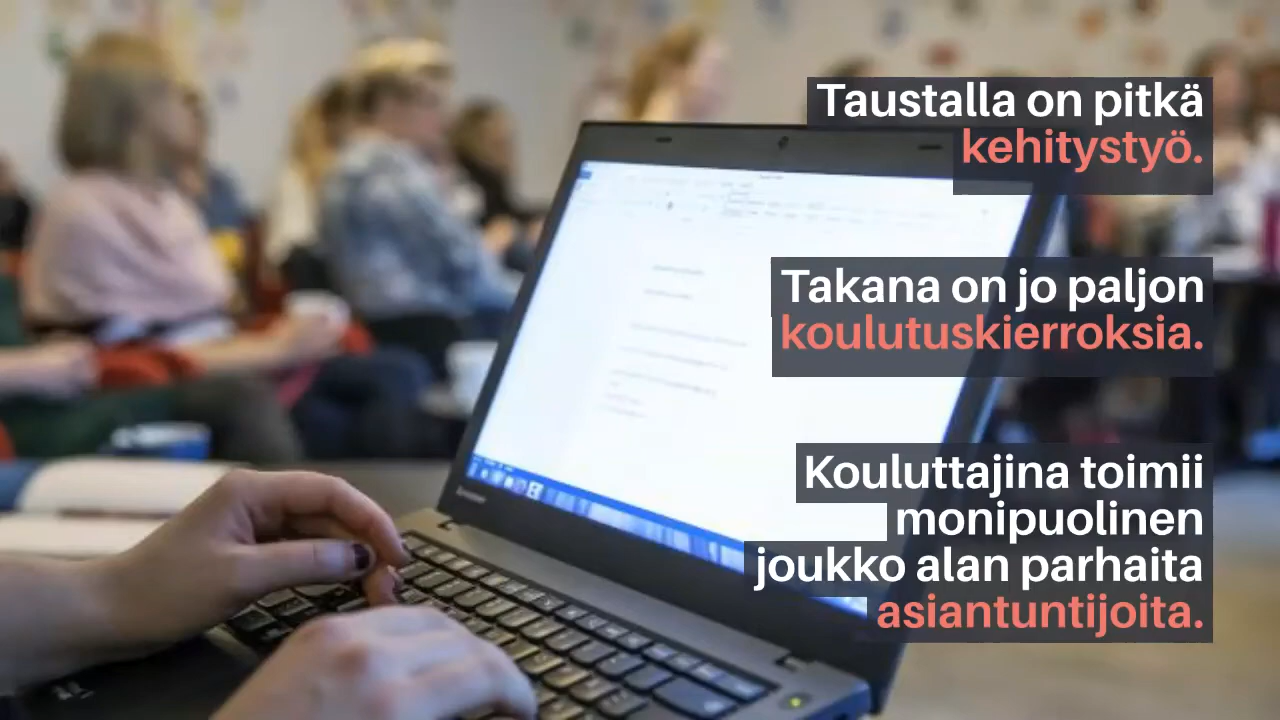 Taustalla on pitkä
kehitystyö.
Takana on jo paljon
koulutuskierroksia.
Kouluttajina toimii
monipuolinen
joukko alan parhaita
asiantuntijoita.